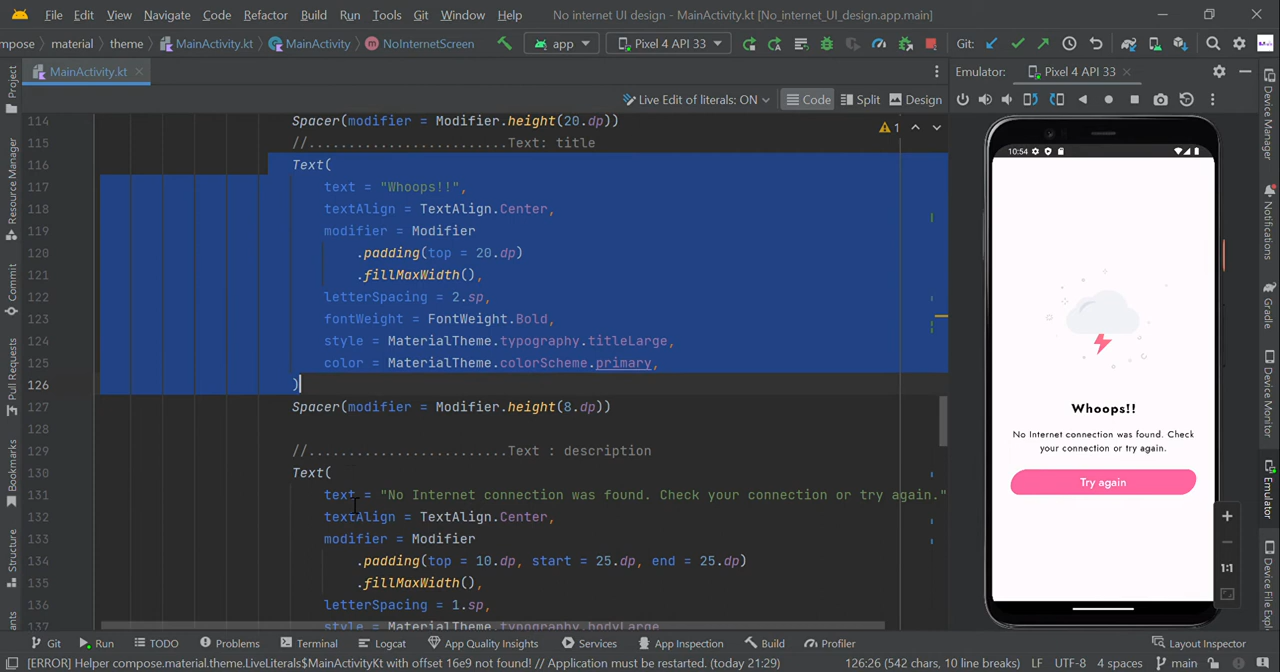 File Edit View Navigate Code Refactor Build Run Tools Git Window Help No internet UI design - MainActivity.kt [No_internet_UI_design.app.main]
mpose material theme MainActivity.kt MainActivity NoInternetScreen app Pixel 4 API 33 Git:
MainActivity.kt Emulator: Pixel 4 API 33
Live Edit of literals: ON Code Split Design
114 Spacer(modifier = Modifier.height(20.dp))
1
115 //.........................Text: title
116 Text(
117 text = "Whoops!!",
118 textAlign = TextAlign.Center,
119 modifier = Modifier
120 .padding(top = 20.dp)
121 .fillMaxWidth(),
122 letterSpacing = 2.sp,
123 fontWeight = FontWeight.Bold,
124 style = MaterialTheme.typography.titleLarge,
125 color = MaterialTheme.colorScheme.primary,
126 )
127 Spacer(modifier = Modifier.height(8.dp))
128
129 //.........................Text : description
130 Text(
131 text = "No Internet connection was found. Check your connection or try again."
132 textAlign = TextAlign.Center,
133 modifier = Modifier
134 .padding(top = 10.dp, start = 25.dp, end = 25.dp)
135 .fillMaxWidth(),
136 letterSpacing = 1.sp,
137 style = MaterialTheme.typography.bodyLarge
10:54
Whoops!!
No Internet connection was found. Check
your connection or try again.
Try again
1:1
Project
Resource Manager
Commit
Pull Requests
Bookmarks
Structure
ants
Device Manager
Notifications
Gradle
Device Monitor
Emulator
Device File Explo
Git Run TODO Problems Terminal Logcat App Quality Insights Services App Inspection Build Profiler Layout Inspector
[ERROR] Helper compose.material.theme.LiveLiterals$MainActivityKt with offset 16e9 not found! // Application must be restarted. (today 21:29) 126:26 (542 chars, 10 line breaks) LF UTF-8 4 spaces main